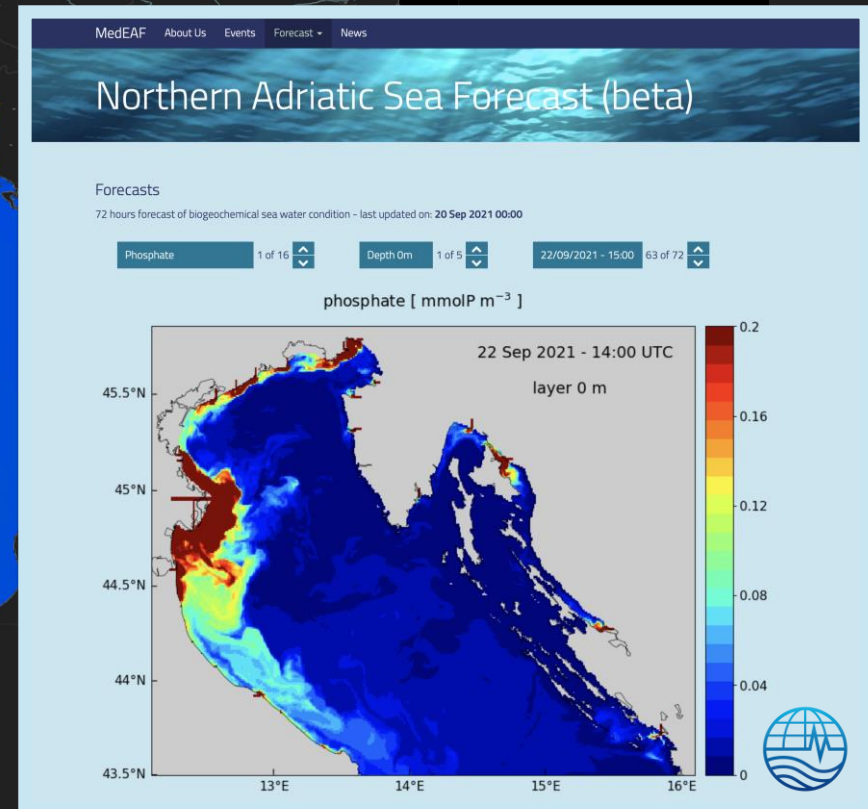 MedEAF About Us Events Forecast News
Northern Adriatic Sea Forecast (beta)
Forecasts
72 hours forecast of biogeochemical sea water condition - last updated on: 20 Sep 2021 00:00
Phosphate 1 of 16 Depth 0m 1 of 5 22/09/2021 - 15:00 63 of 72
phosphate [ mmolP m⁻³ ]
22 Sep 2021 - 14:00 UTC
layer 0 m
45.5°N
45°N
44.5°N
44°N
43.5°N
13°E 14°E 15°E 16°E
0.2
0.16
0.12
0.08
0.04
0